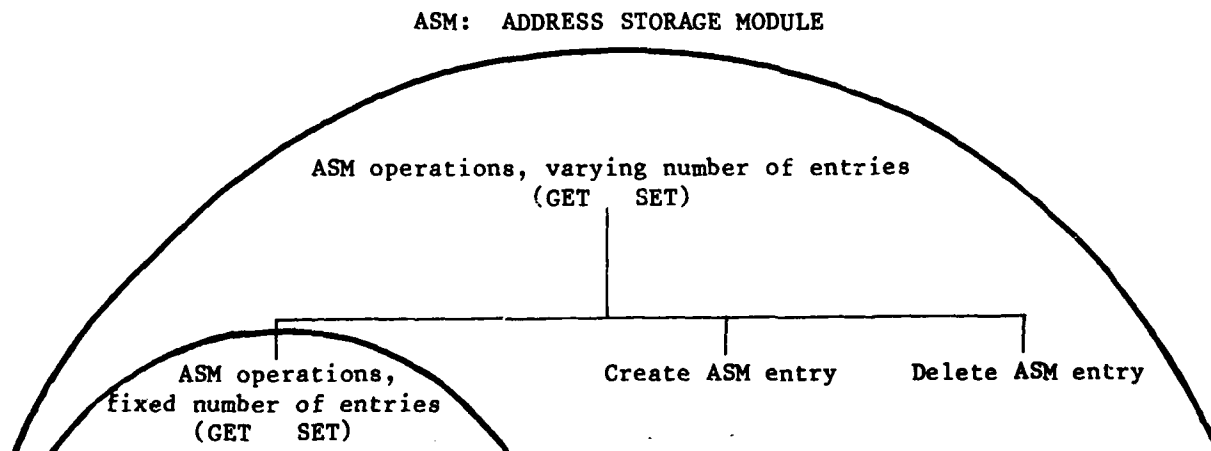 ASM: ADDRESS STORAGE MODULE
ASM operations, varying number of entries
(GET SET)
ASM operations,
fixed number of entries
(GET SET)
Create ASM entry
Delete ASM entry